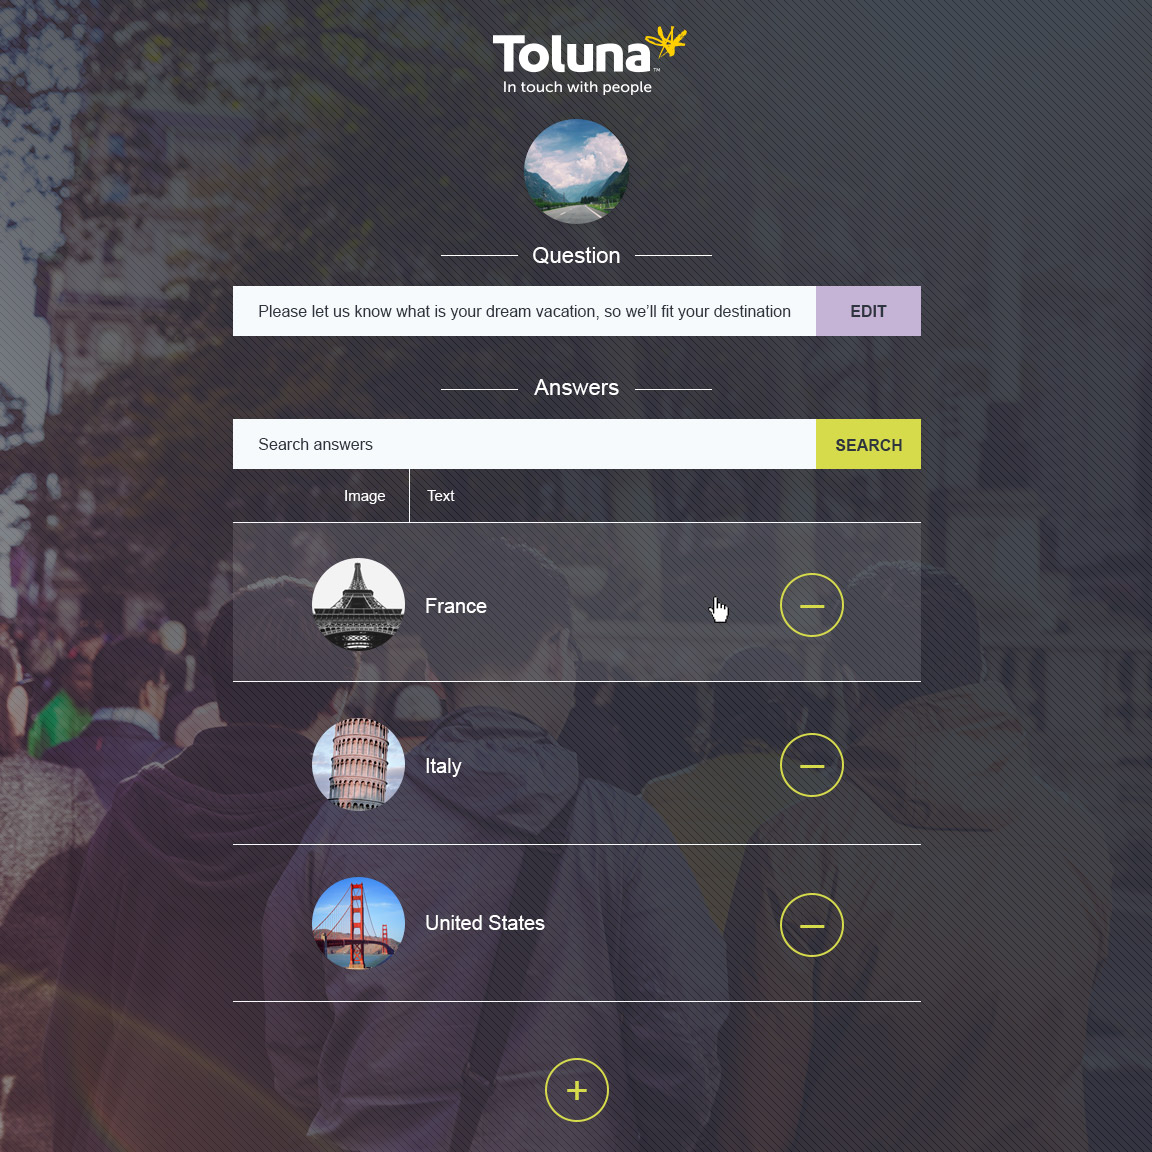 Toluna™
In touch with people
Question
Please let us know what is your dream vacation, so we’ll fit your destination
EDIT
Answers
Search answers
SEARCH
Image
Text
France
Italy
United States